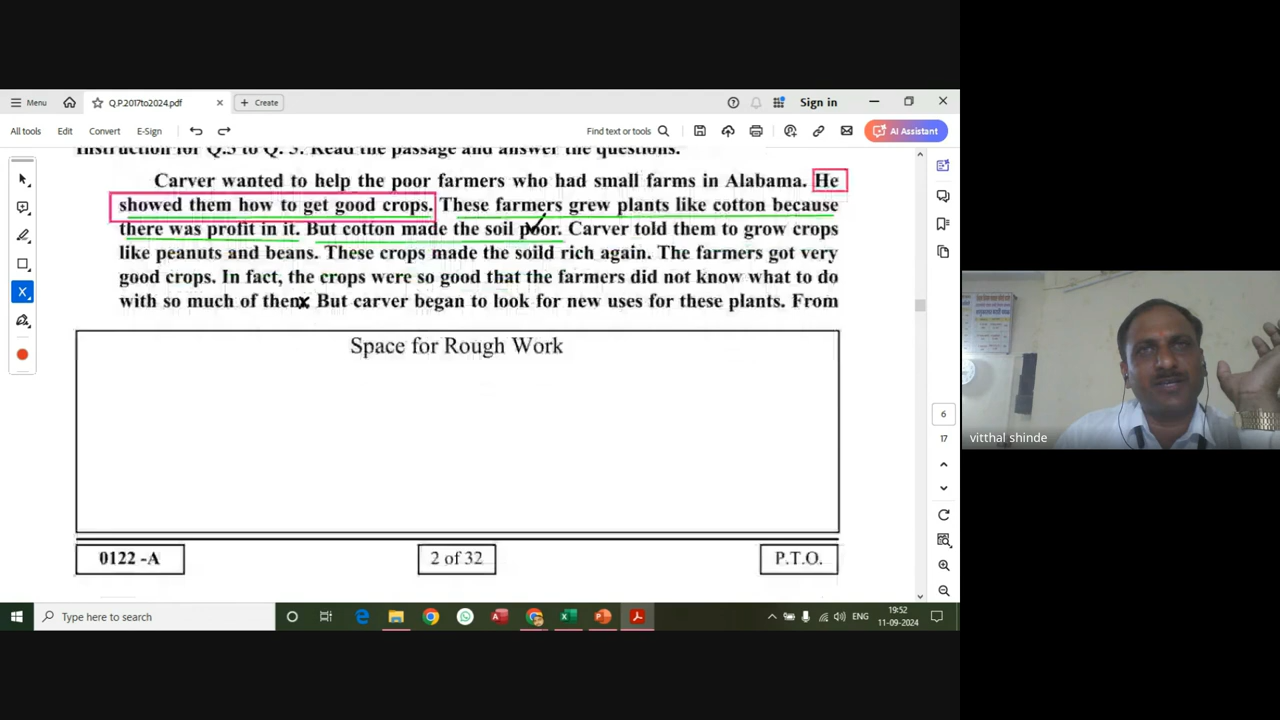 Menu
Q.P.2017to2024.pdf
Create
Sign in
All tools
Edit
Convert
E-Sign
Find text or tools
AI Assistant
Instruction for Q.3 to Q. 5. Read the passage and answer the questions.
Carver wanted to help the poor farmers who had small farms in Alabama. He
showed them how to get good crops. These farmers grew plants like cotton because
there was profit in it. But cotton made the soil poor. Carver told them to grow crops
like peanuts and beans. These crops made the soild rich again. The farmers got very
good crops. In fact, the crops were so good that the farmers did not know what to do
with so much of them. But carver began to look for new uses for these plants. From
Space for Rough Work
0122 -A
2 of 32
P.T.O.
6
17
vitthal shinde
Type here to search
ENG
19:52
11-09-2024